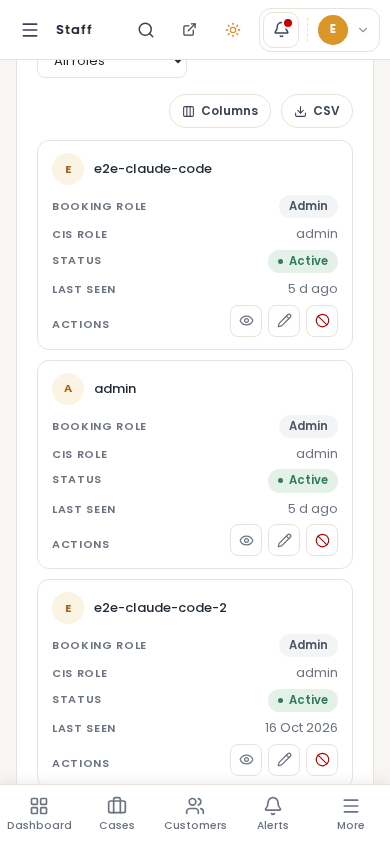 Staff
E
All roles
Columns
CSV
E
e2e-claude-code
BOOKING ROLE
Admin
CIS ROLE
admin
STATUS
Active
LAST SEEN
5 d ago
ACTIONS
A
admin
BOOKING ROLE
Admin
CIS ROLE
admin
STATUS
Active
LAST SEEN
5 d ago
ACTIONS
E
e2e-claude-code-2
BOOKING ROLE
Admin
CIS ROLE
admin
STATUS
Active
LAST SEEN
16 Oct 2026
ACTIONS
Dashboard
Cases
Customers
Alerts
More